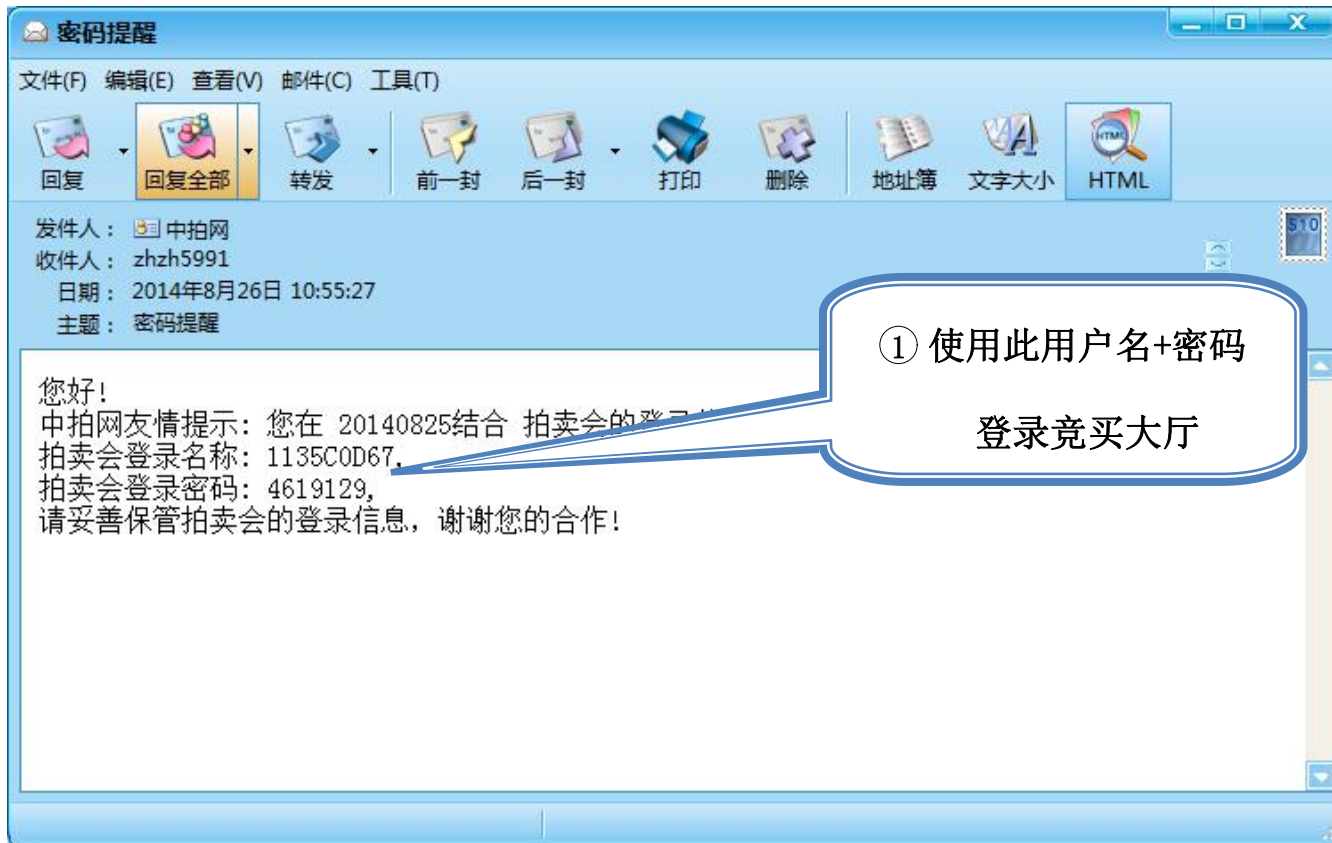 密码提醒
文件(F) 编辑(E) 查看(V) 邮件(C) 工具(T)
回复 回复全部 转发 前一封 后一封 打印 删除 地址簿 文字大小 HTML
发件人： 中拍网
收件人： zhzh5991
日期： 2014年8月26日 10:55:27
主题： 密码提醒
510
① 使用此用户名+密码
登录竞买大厅
您好!
中拍网友情提示: 您在 20140825结合 拍卖会的登录
拍卖会登录名称: 1135C0D67,
拍卖会登录密码: 4619129,
请妥善保管拍卖会的登录信息，谢谢您的合作!